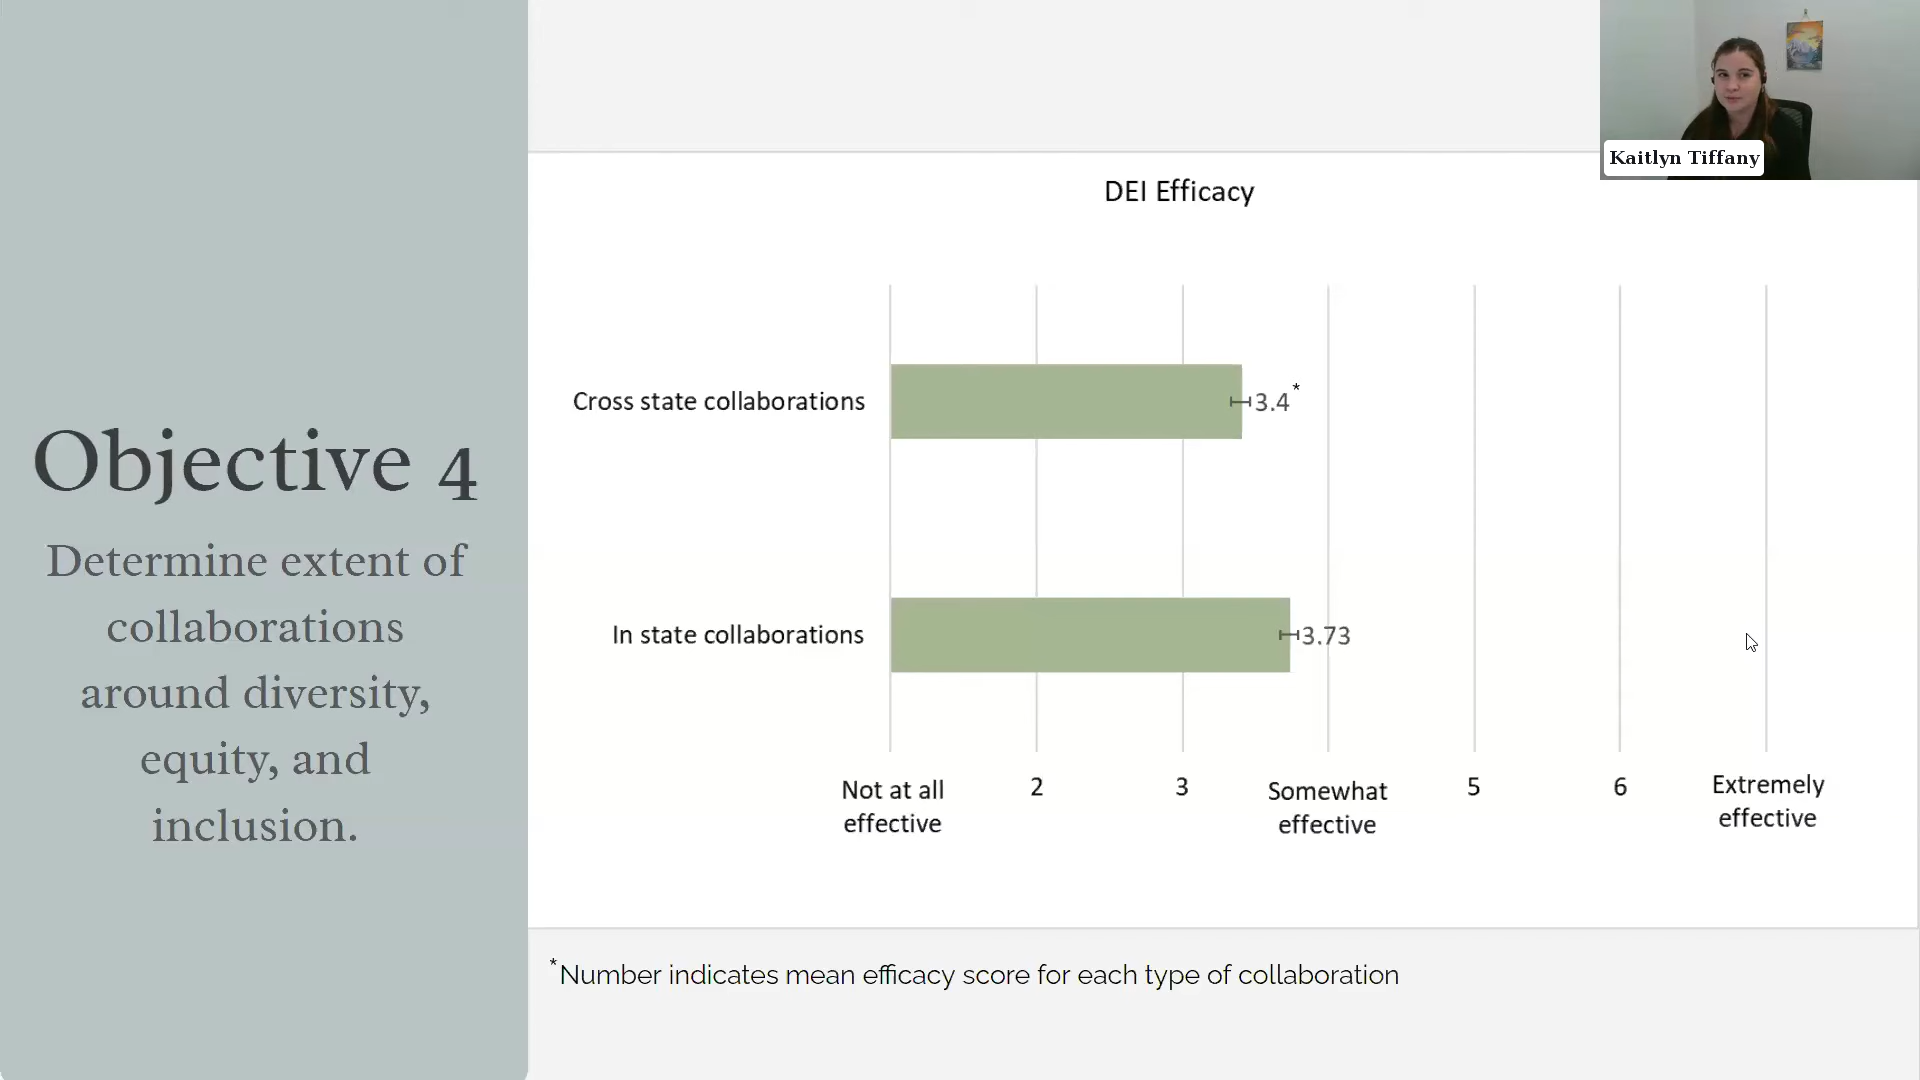 Objective 4
Determine extent of
collaborations
around diversity,
equity, and
inclusion.
Kaitlyn Tiffany
DEI Efficacy
Cross state collaborations
3.4*
In state collaborations
3.73
Not at all
effective
2
3
Somewhat
effective
5
6
Extremely
effective
*Number indicates mean efficacy score for each type of collaboration